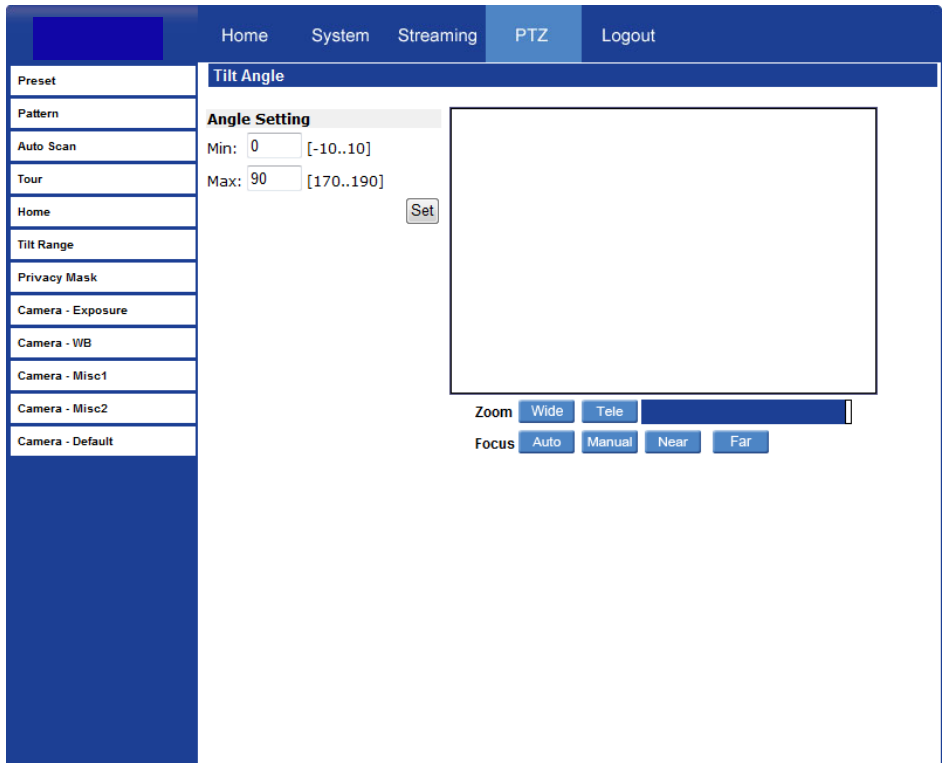 Home System Streaming PTZ Logout
Preset
Pattern
Auto Scan
Tour
Home
Tilt Range
Privacy Mask
Camera - Exposure
Camera - WB
Camera - Misc1
Camera - Misc2
Camera - Default
Tilt Angle
Angle Setting
Min: 0 [-10..10]
Max: 90 [170..190]
Set
Zoom Wide Tele
Focus Auto Manual Near Far